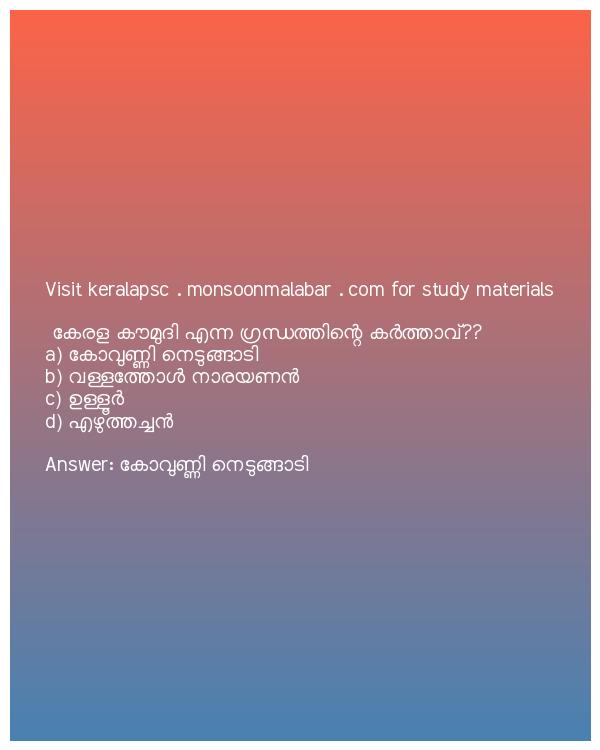 Visit keralapsc . monsoonmalabar . com for study materials
കേരള കൗമുദി എന്ന ഗ്രന്ധത്തിന്റെ കർത്താവ്??
a) കോവുണ്ണി നെടുങ്ങാടി
b) വള്ളത്തോൾ നാരയണൻ
c) ഉള്ളൂർ
d) എഴുത്തച്ചൻ
Answer: കോവുണ്ണി നെടുങ്ങാടി